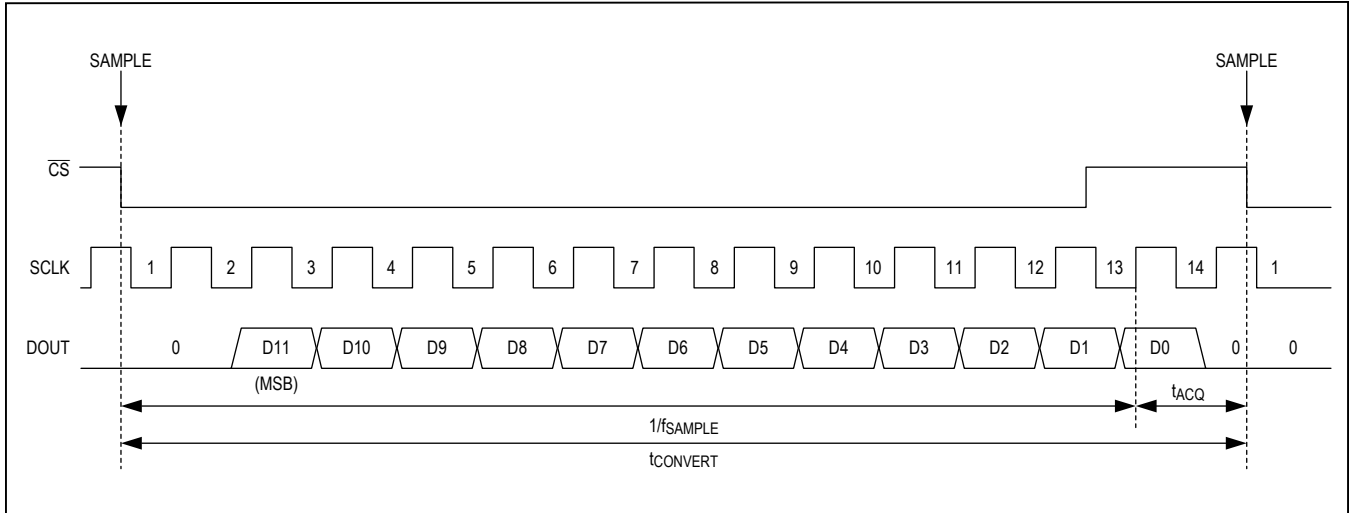 SAMPLE SAMPLE
CS
SCLK 1 2 3 4 5 6 7 8 9 10 11 12 13 14 1
DOUT 0 D11 D10 D9 D8 D7 D6 D5 D4 D3 D2 D1 D0 0 0
(MSB)
tACQ
1/fSAMPLE
tCONVERT